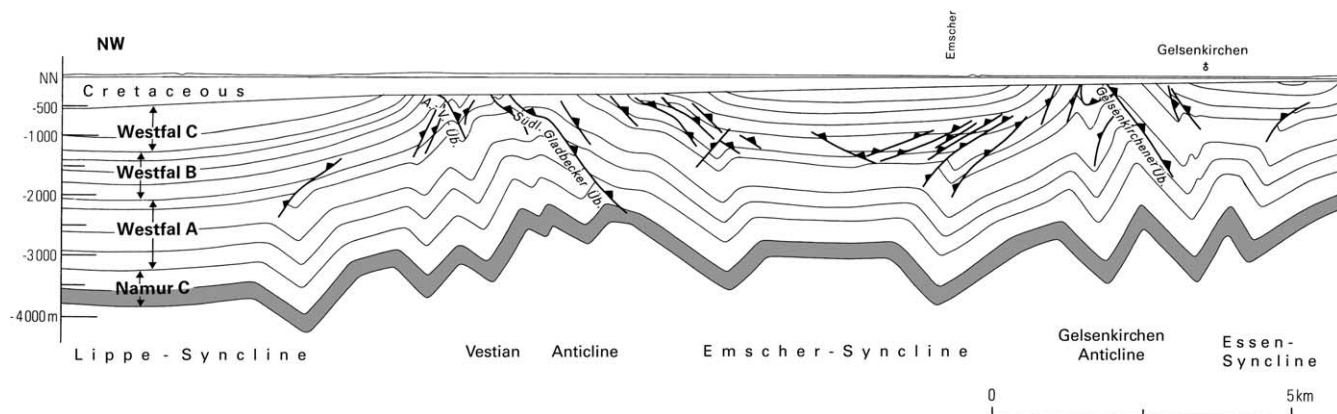 NW
Emscher
Gelsenkirchen
NN
Cretaceous
-500
-1000
Westfal C
Westfal B
-2000
Westfal A
-3000
Namur C
-4000m
A.-V.-Üb.
Südl. Gladbecker Üb.
Gelsenkirchener Üb.
Lippe-Syncline
Vestian Anticline
Emscher-Syncline
Gelsenkirchen
Anticline
Essen-
Syncline
0 5km